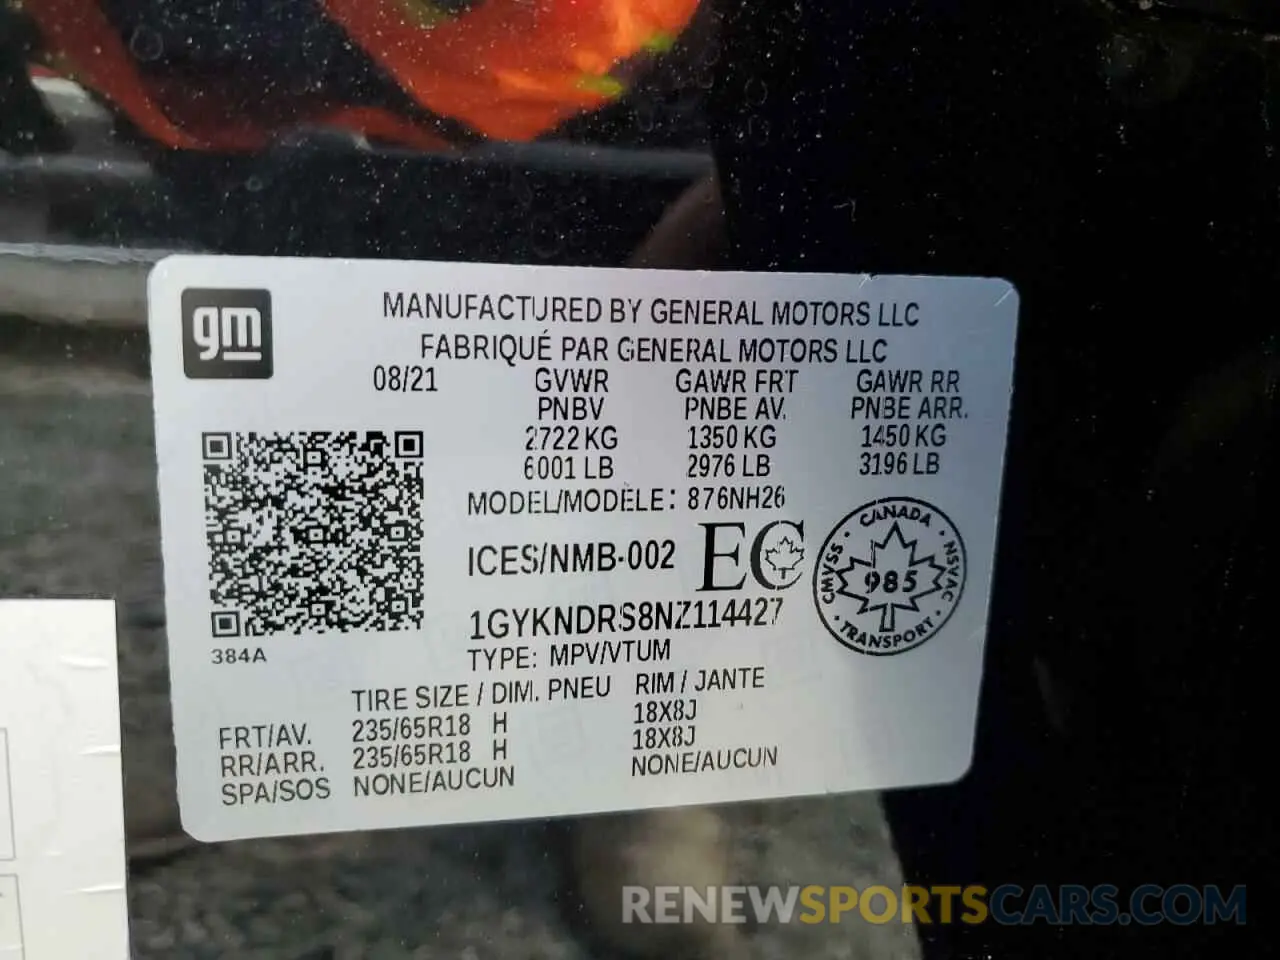 gm
MANUFACTURED BY GENERAL MOTORS LLC
FABRIQUÉ PAR GENERAL MOTORS LLC
08/21 GVWR GAWR FRT GAWR RR
PNBV PNBE AV. PNBE ARR.
2722 KG 1350 KG 1450 KG
6001 LB 2976 LB 3196 LB
MODEL/MODÈLE: 876NH26
ICES/NMB-002 EC
CANADA
CMVSS · 985 · NSVAC
· TRANSPORT ·
1GYKNDRS8NZ114427
384A
TYPE: MPV/VTUM
TIRE SIZE / DIM. PNEU RIM / JANTE
FRT/AV. 235/65R18 H 18X8J
RR/ARR. 235/65R18 H 18X8J
SPA/SOS NONE/AUCUN NONE/AUCUN
RENEWSPORTSCARS.COM